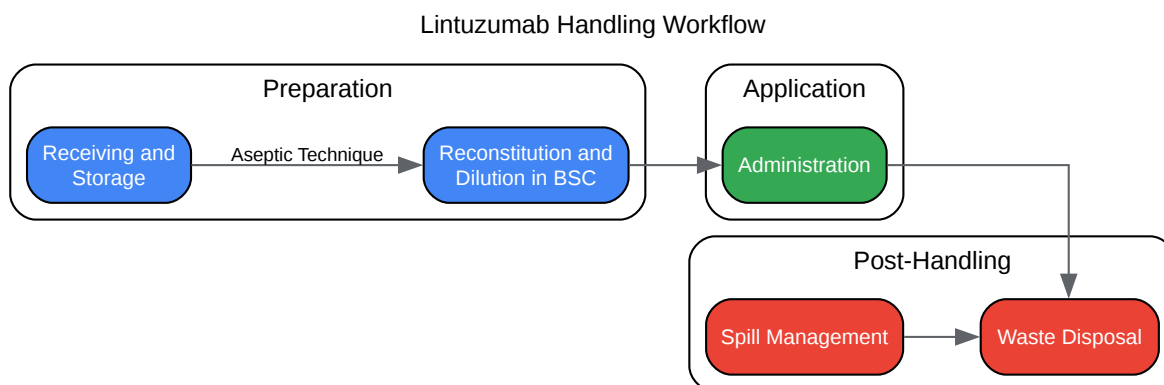 Lintuzumab Handling Workflow
Preparation
Application
Receiving and
Storage
Aseptic Technique
Reconstitution and
Dilution in BSC
Administration
Post-Handling
Spill Management
Waste Disposal